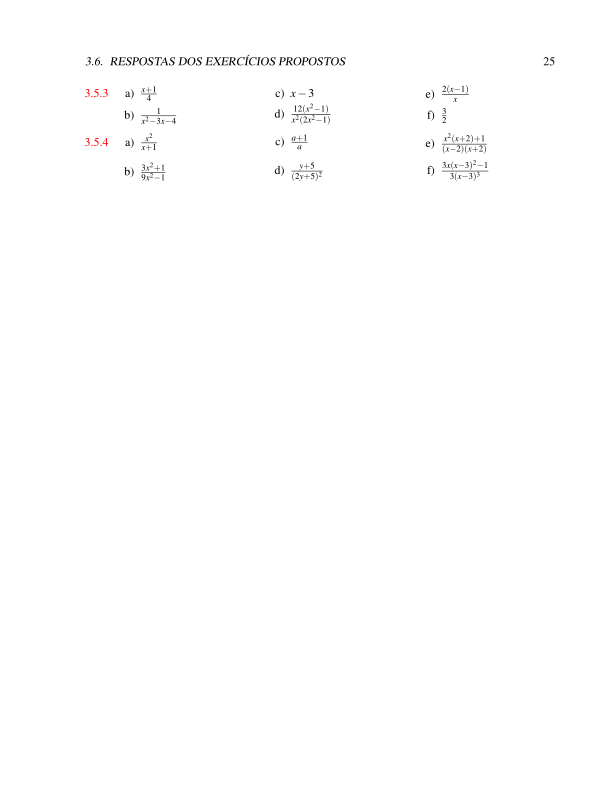 3.6. RESPOSTAS DOS EXERCÍCIOS PROPOSTOS 25
3.5.3 a) \frac{x+1}{4} c) x − 3 e) \frac{2(x−1)}{x}
b) \frac{1}{x^2−3x−4} d) \frac{12(x^2−1)}{x^2(2x^2−1)} f) \frac{3}{2}
3.5.4 a) \frac{x^2}{x+1} c) \frac{a+1}{a} e) \frac{x^2(x+2)+1}{(x−2)(x+2)}
b) \frac{3x^2+1}{9x^2−1} d) \frac{y+5}{(2y+5)^2} f) \frac{3x(x−3)^2−1}{3(x−3)^3}